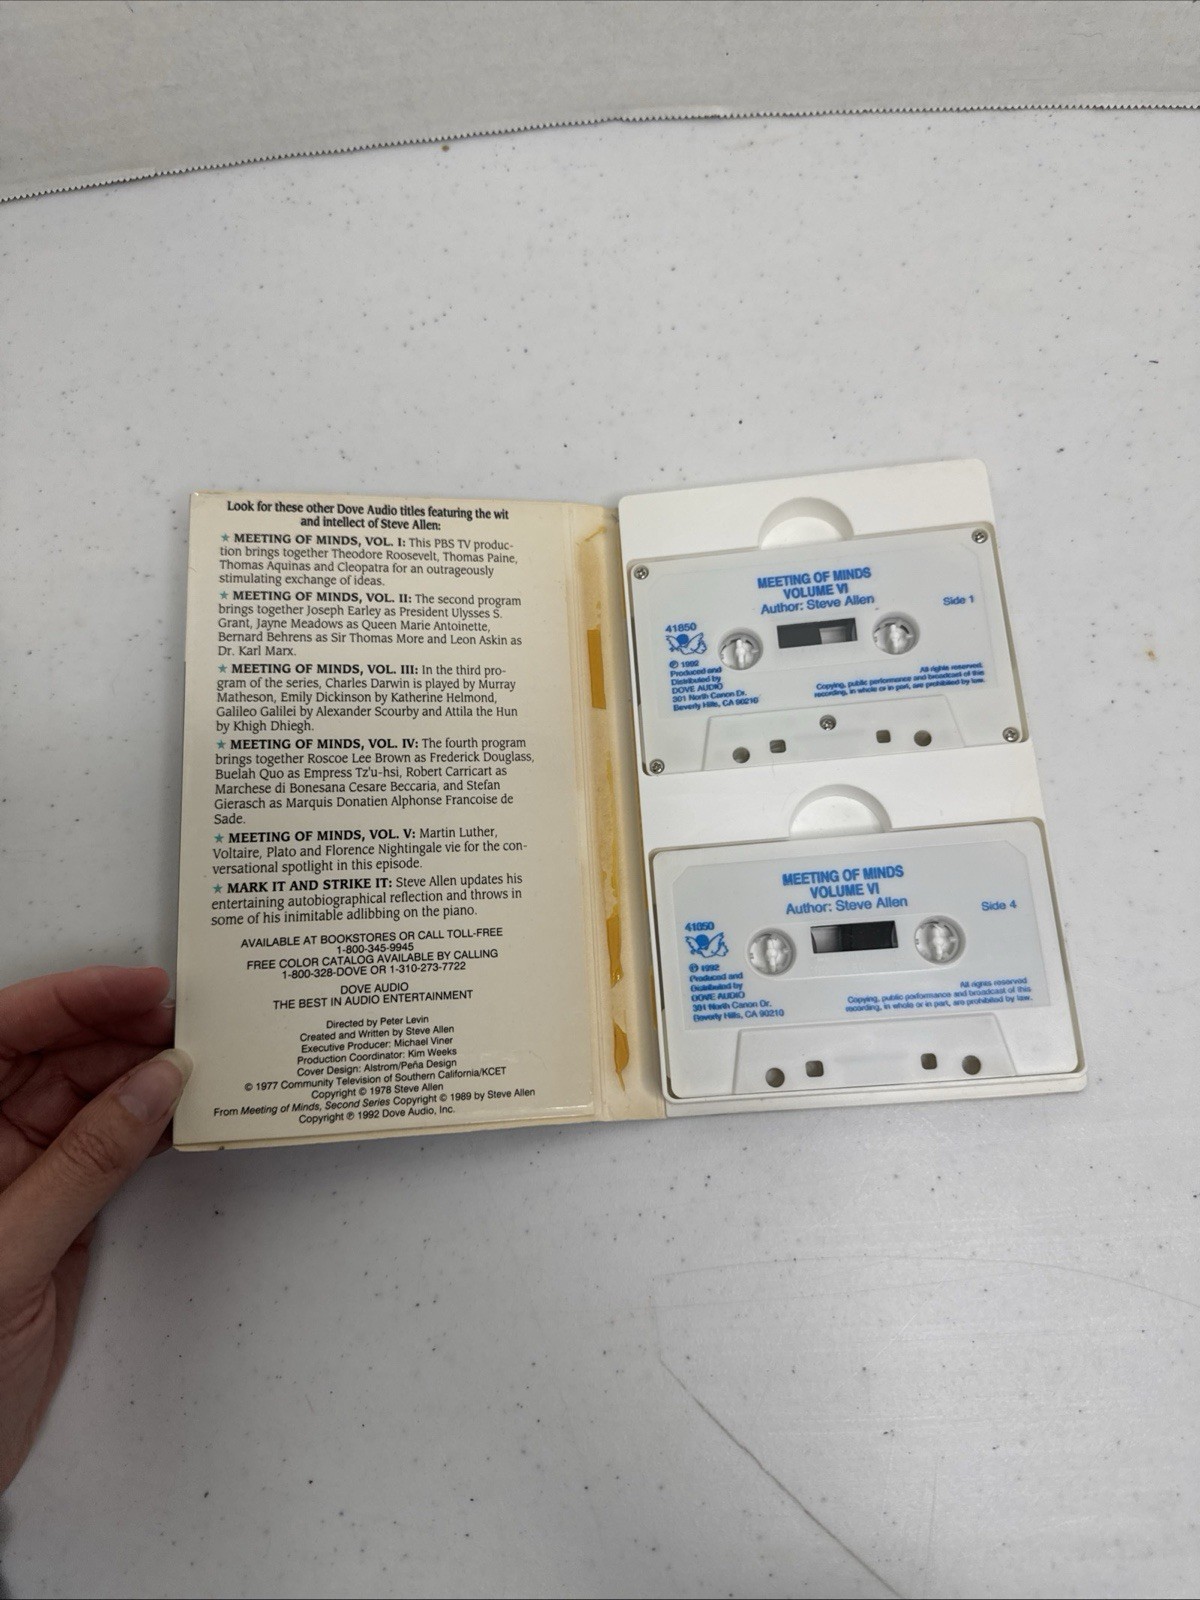 Look for these other Dove Audio titles featuring the wit
and intellect of Steve Allen:
★ MEETING OF MINDS, VOL. I: This PBS TV produc-
tion brings together Theodore Roosevelt, Thomas Paine,
Thomas Aquinas and Cleopatra for an outrageously
stimulating exchange of ideas.
★ MEETING OF MINDS, VOL. II: The second program
brings together Joseph Earley as President Ulysses S.
Grant, Jayne Meadows as Queen Marie Antoinette,
Bernard Behrens as Sir Thomas More and Leon Askin as
Dr. Karl Marx.
★ MEETING OF MINDS, VOL. III: In the third pro-
gram of the series, Charles Darwin is played by Murray
Matheson, Emily Dickinson by Katherine Helmond,
Galileo Galilei by Alexander Scourby and Attila the Hun
by Khigh Dhiegh.
★ MEETING OF MINDS, VOL. IV: The fourth program
brings together Roscoe Lee Brown as Frederick Douglass,
Buelah Quo as Empress Tz'u-hsi, Robert Carricart as
Marchese di Bonesana Cesare Beccaria, and Stefan
Gierasch as Marquis Donatien Alphonse Francoise de
Sade.
★ MEETING OF MINDS, VOL. V: Martin Luther,
Voltaire, Plato and Florence Nightingale vie for the con-
versational spotlight in this episode.
★ MARK IT AND STRIKE IT: Steve Allen updates his
entertaining autobiographical reflection and throws in
some of his inimitable adlibbing on the piano.
AVAILABLE AT BOOKSTORES OR CALL TOLL-FREE
1-800-345-9945
FREE COLOR CATALOG AVAILABLE BY CALLING
1-800-328-DOVE OR 1-310-273-7722
DOVE AUDIO
THE BEST IN AUDIO ENTERTAINMENT
Directed by Peter Levin
Created and Written by Steve Allen
Executive Producer: Michael Viner
Production Coordinator: Kim Weeks
Cover Design: Alstrom/Peña Design
© 1977 Community Television of Southern California/KCET
Copyright © 1978 Steve Allen
From Meeting of Minds, Second Series Copyright © 1989 by Steve Allen
Copyright ℗ 1992 Dove Audio, Inc.
MEETING OF MINDS
VOLUME VI
Author: Steve Allen
Side 1
41850
℗ 1992
Produced and
Distributed by
DOVE AUDIO
301 North Canon Dr.
Beverly Hills, CA 90210
All rights reserved.
Copying, public performance and broadcast of this
recording, in whole or in part, are prohibited by law.
MEETING OF MINDS
VOLUME VI
Author: Steve Allen
Side 4
41850
℗ 1992
Produced and
Distributed by
DOVE AUDIO
301 North Canon Dr.
Beverly Hills, CA 90210
All rights reserved
Copying, public performance and broadcast of this
recording, in whole or in part, are prohibited by law.